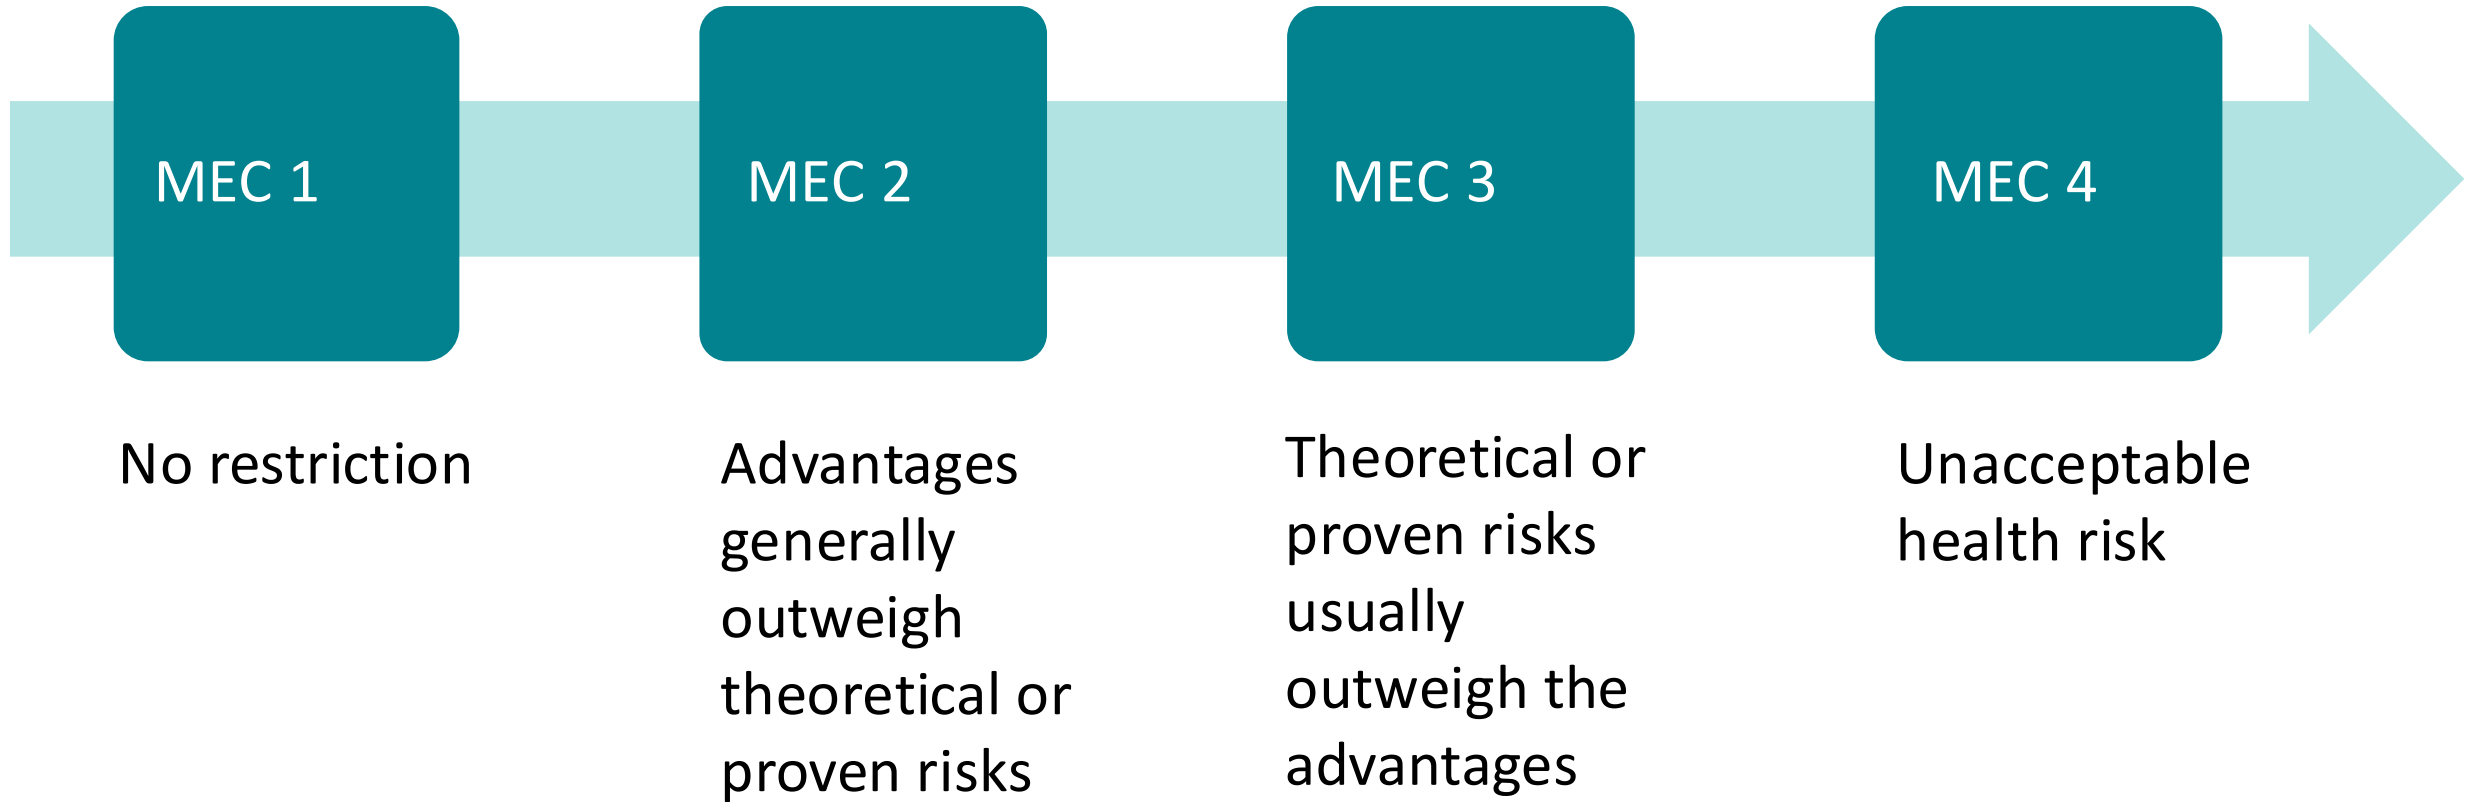 MEC 1
No restriction
MEC 2
Advantages
generally
outweigh
theoretical or
proven risks
MEC 3
Theoretical or
proven risks
usually
outweigh the
advantages
MEC 4
Unacceptable
health risk